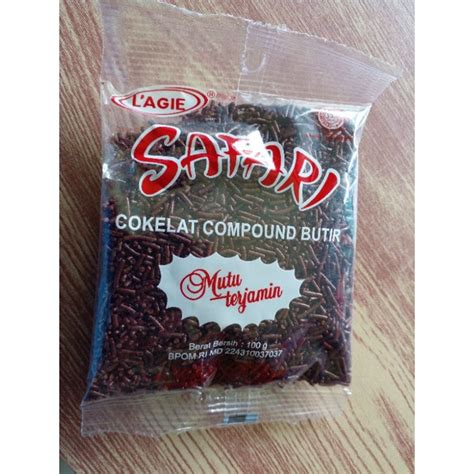 L'AGIE ®
SAFARI
COKELAT COMPOUND BUTIR
Mutu
terjamin
Berat Bersih : 100 g
BPOM RI MD 224310037037